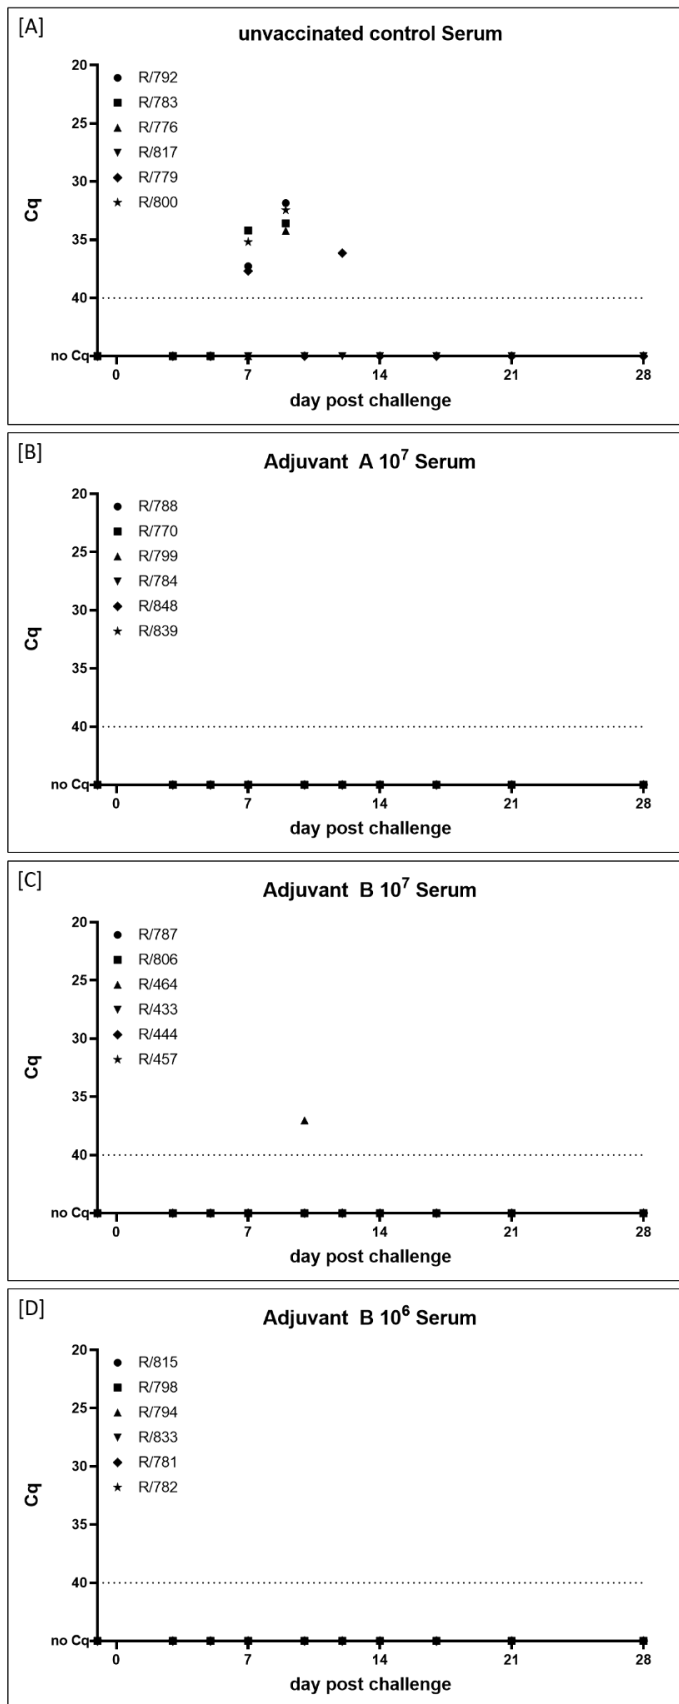 [A]
unvaccinated control Serum
20
25
30
35
40
no Cq
Cq
R/792
R/783
R/776
R/817
R/779
R/800
0 7 14 21 28
day post challenge
[B]
Adjuvant A 10⁷ Serum
20
25
30
35
40
no Cq
Cq
R/788
R/770
R/799
R/784
R/848
R/839
0 7 14 21 28
day post challenge
[C]
Adjuvant B 10⁷ Serum
20
25
30
35
40
no Cq
Cq
R/787
R/806
R/464
R/433
R/444
R/457
0 7 14 21 28
day post challenge
[D]
Adjuvant B 10⁶ Serum
20
25
30
35
40
no Cq
Cq
R/815
R/798
R/794
R/833
R/781
R/782
0 7 14 21 28
day post challenge